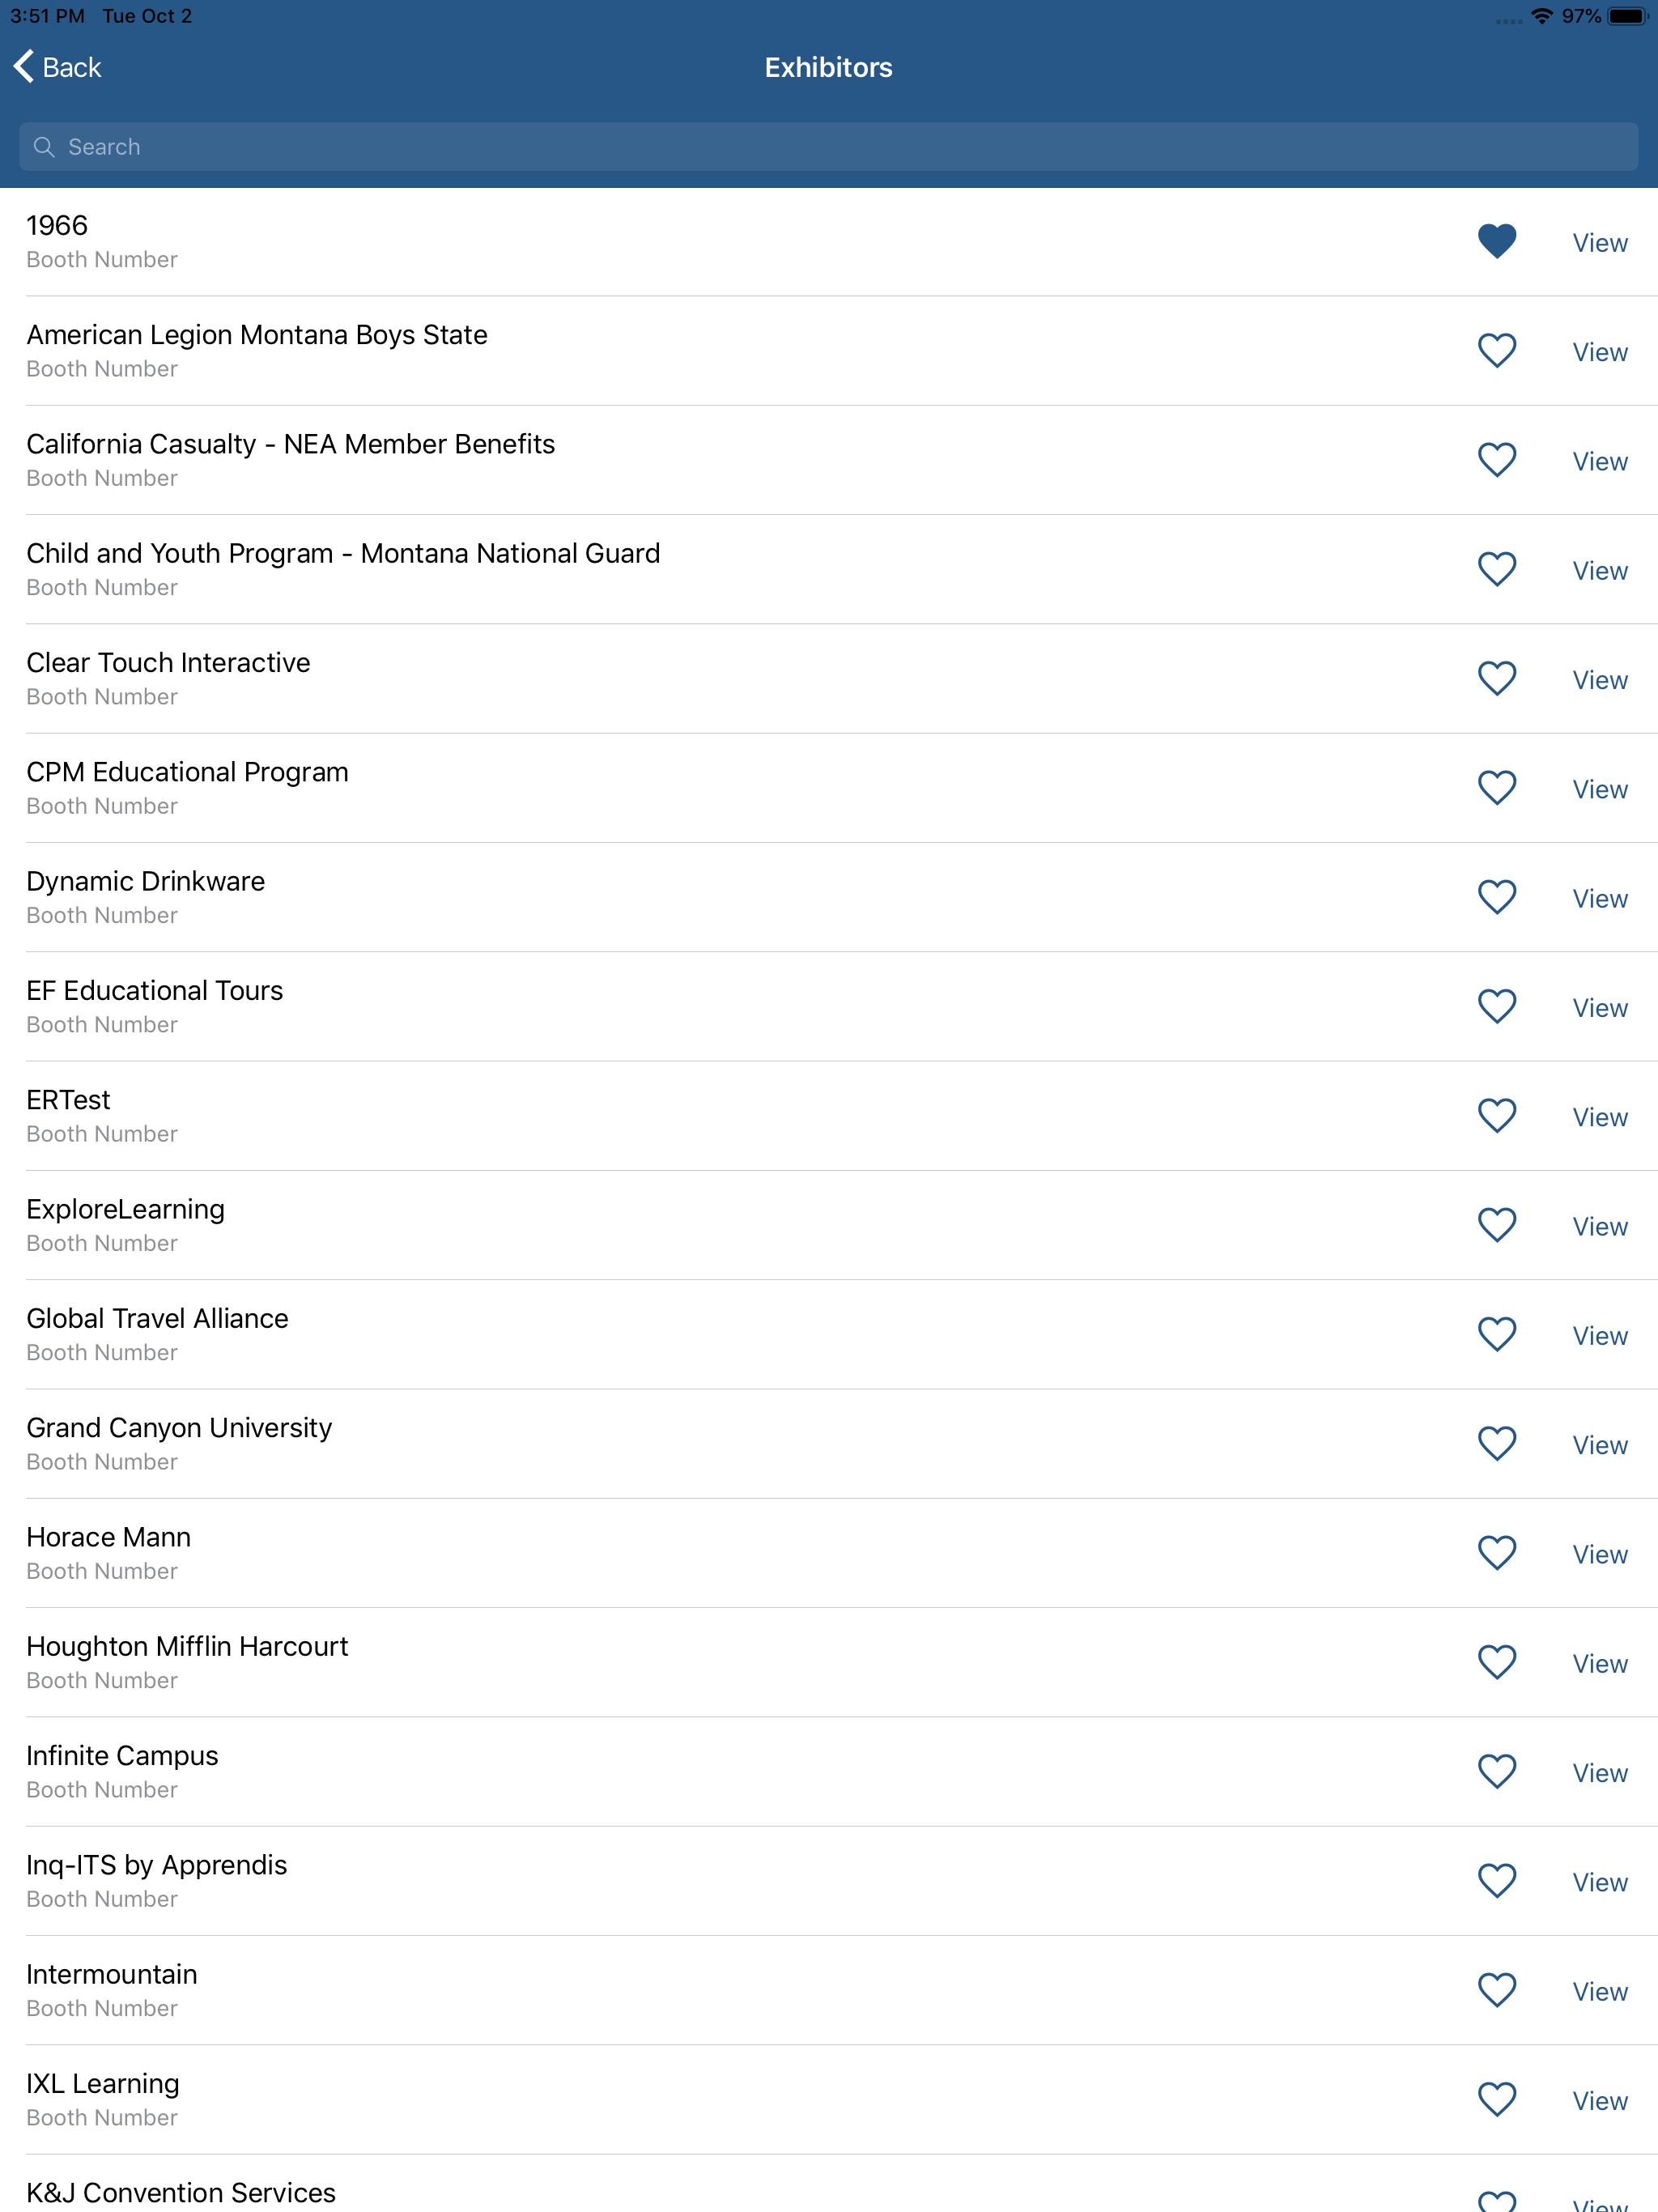 3:51 PM Tue Oct 2 97%
Back Exhibitors
Search
1966
Booth Number
View
American Legion Montana Boys State
Booth Number
View
California Casualty - NEA Member Benefits
Booth Number
View
Child and Youth Program - Montana National Guard
Booth Number
View
Clear Touch Interactive
Booth Number
View
CPM Educational Program
Booth Number
View
Dynamic Drinkware
Booth Number
View
EF Educational Tours
Booth Number
View
ERTest
Booth Number
View
ExploreLearning
Booth Number
View
Global Travel Alliance
Booth Number
View
Grand Canyon University
Booth Number
View
Horace Mann
Booth Number
View
Houghton Mifflin Harcourt
Booth Number
View
Infinite Campus
Booth Number
View
Inq-ITS by Apprendis
Booth Number
View
Intermountain
Booth Number
View
IXL Learning
Booth Number
View
K&J Convention Services
View